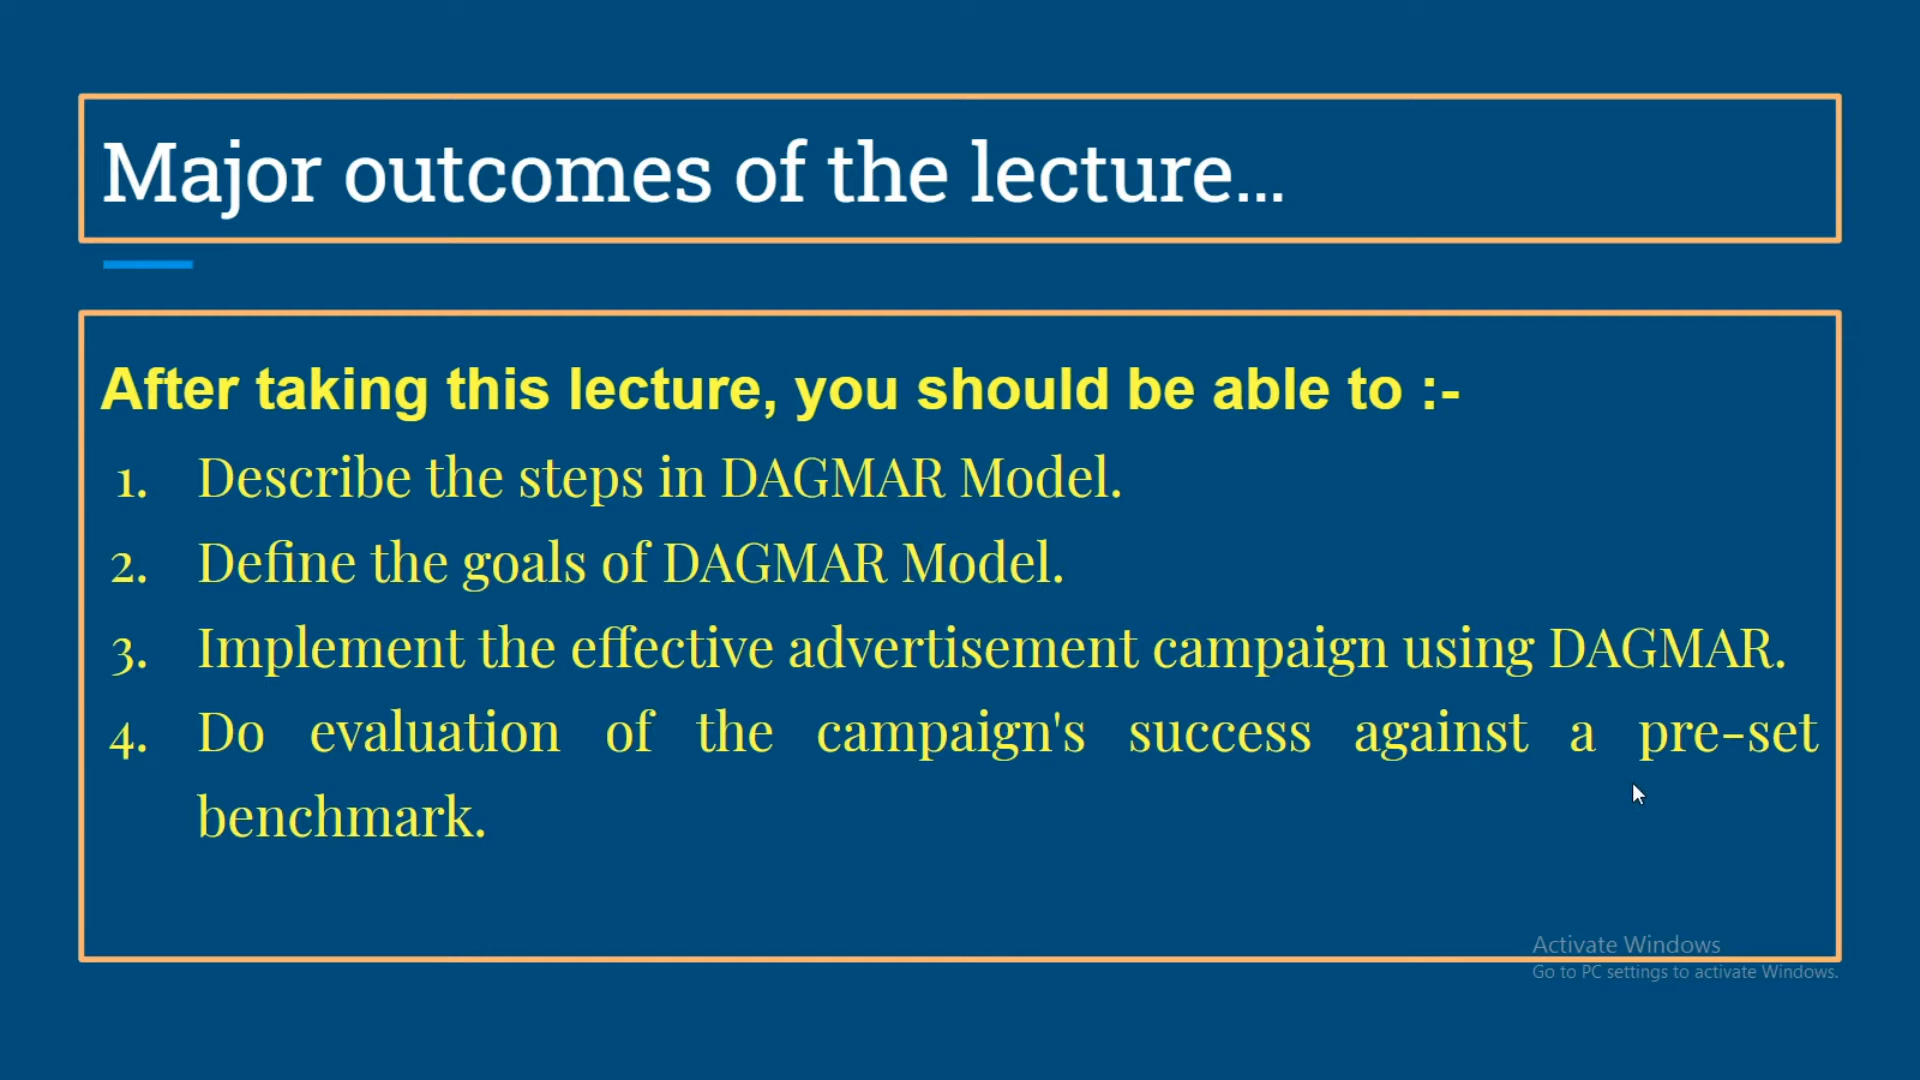 Major outcomes of the lecture...
After taking this lecture, you should be able to :-
1. Describe the steps in DAGMAR Model.
2. Define the goals of DAGMAR Model.
3. Implement the effective advertisement campaign using DAGMAR.
4. Do evaluation of the campaign's success against a pre-set
benchmark.
Activate Windows
Go to PC settings to activate Windows.